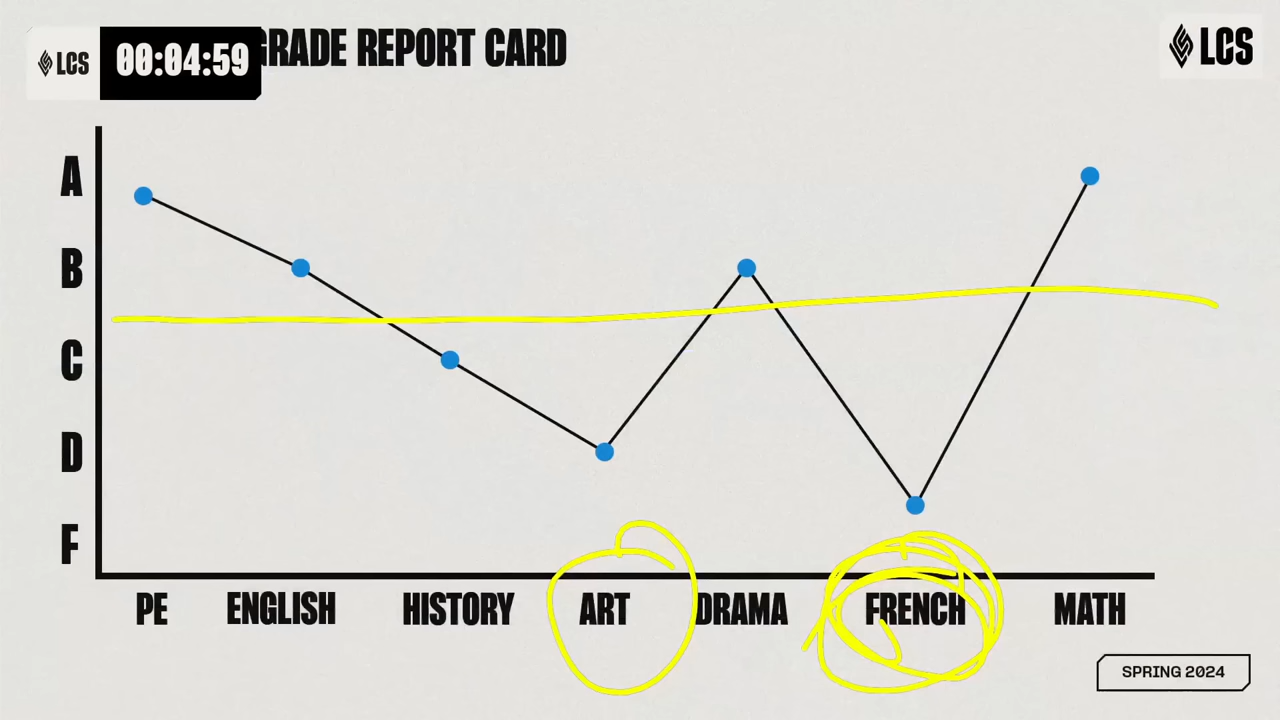 LCS 00:04:59 GRADE REPORT CARD
LCS
A
B
C
D
F
PE ENGLISH HISTORY ART DRAMA FRENCH MATH
SPRING 2024